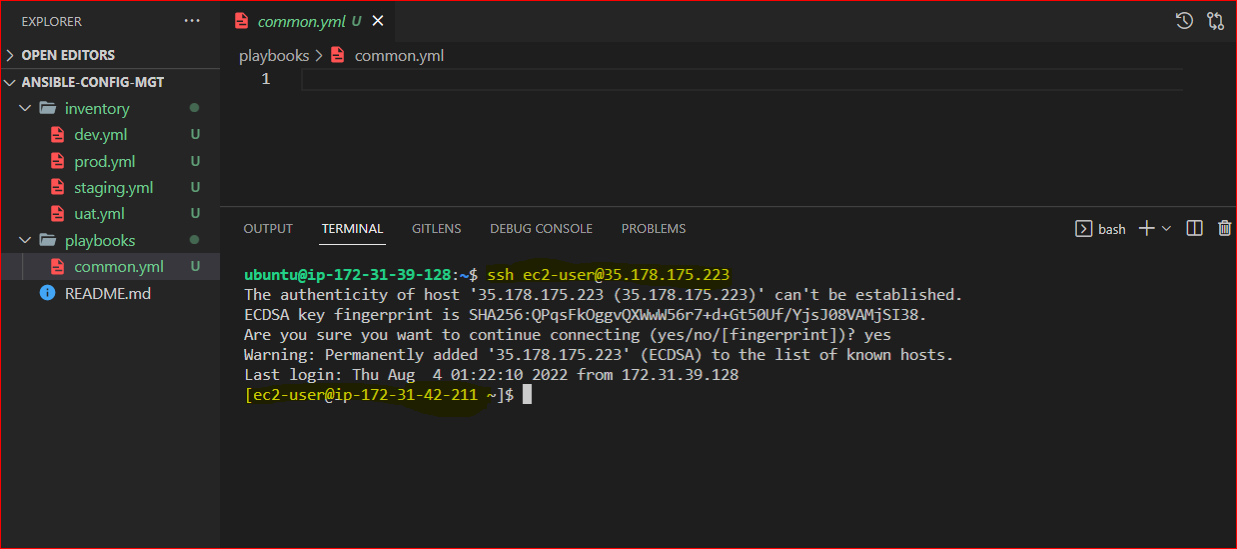 EXPLORER ...
OPEN EDITORS
ANSIBLE-CONFIG-MGT
inventory
dev.yml U
prod.yml U
staging.yml U
uat.yml U
playbooks
common.yml U
README.md
common.yml U
playbooks > common.yml
1
OUTPUT TERMINAL GITLENS DEBUG CONSOLE PROBLEMS bash
ubuntu@ip-172-31-39-128:~$ ssh ec2-user@35.178.175.223
The authenticity of host '35.178.175.223 (35.178.175.223)' can't be established.
ECDSA key fingerprint is SHA256:QPqsFkOggvQXWwW56r7+d+Gt50Uf/YjsJ08VAMjSI38.
Are you sure you want to continue connecting (yes/no/[fingerprint])? yes
Warning: Permanently added '35.178.175.223' (ECDSA) to the list of known hosts.
Last login: Thu Aug  4 01:22:10 2022 from 172.31.39.128
[ec2-user@ip-172-31-42-211 ~]$